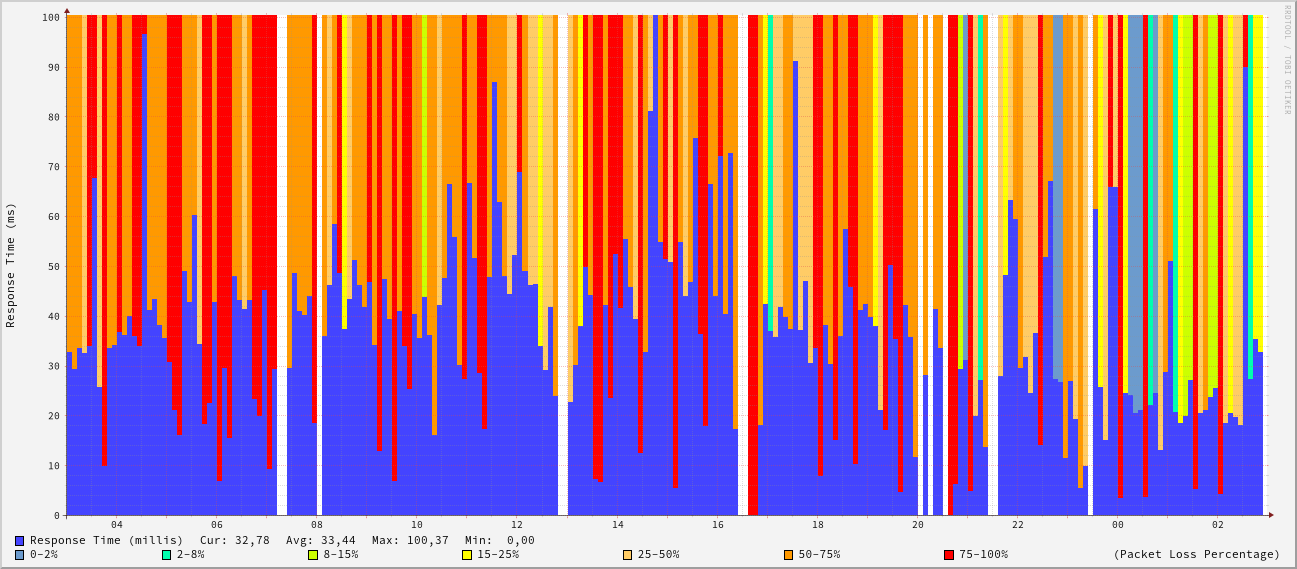 RRDTOOL / TOBI OETIKER
Response Time (ms)
100
90
80
70
60
50
40
30
20
10
0
04 06 08 10 12 14 16 18 20 22 00 02
Response Time (millis) Cur: 32,78 Avg: 33,44 Max: 100,37 Min: 0,00
0-2% 2-8% 8-15% 15-25% 25-50% 50-75% 75-100% (Packet Loss Percentage)